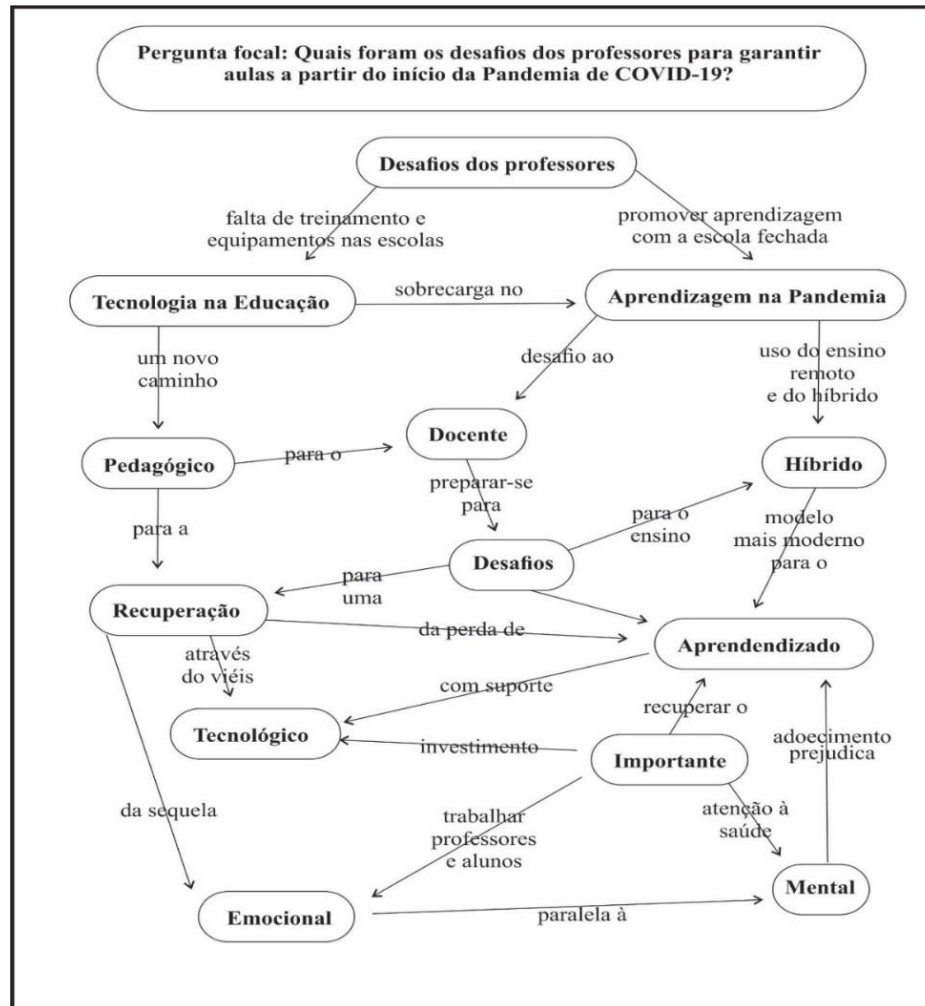 Pergunta focal: Quais foram os desafios dos professores para garantir
aulas a partir do início da Pandemia de COVID-19?
Desafios dos professores
falta de treinamento e
equipamentos nas escolas
promover aprendizagem
com a escola fechada
Tecnologia na Educação
sobrecarga no
Aprendizagem na Pandemia
um novo
caminho
desafio ao
uso do ensino
remoto
e do híbrido
Pedagógico
para o
Docente
Híbrido
preparar-se
para
para a
para o
ensino
modelo
mais moderno
para o
Desafios
para
uma
Recuperação
da perda de
Aprendendizado
através
do viéis
com suporte
recuperar o
Tecnológico
investimento
Importante
adoecimento
prejudica
da sequela
trabalhar
professores
e alunos
atenção à
saúde
Emocional
paralela à
Mental